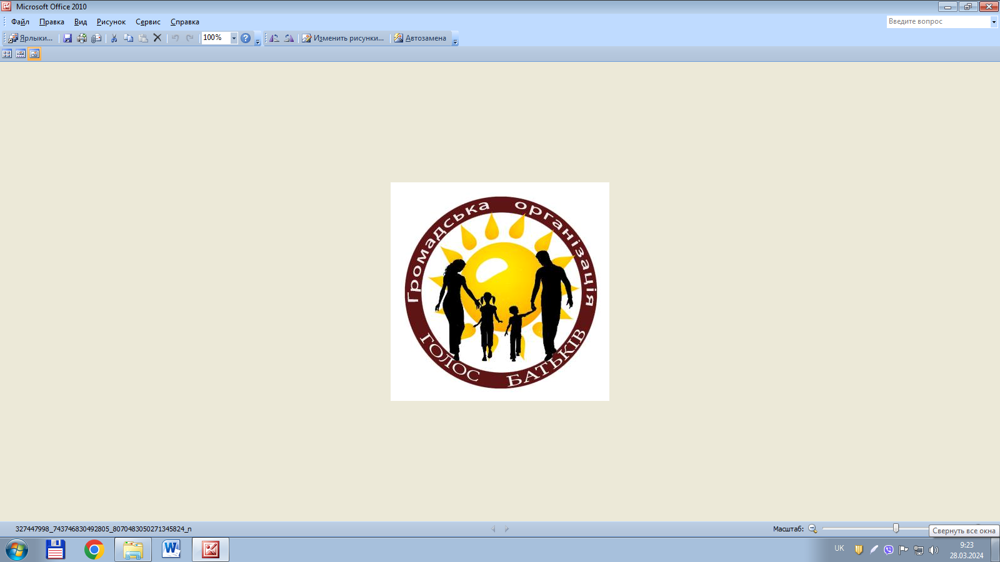 Microsoft Office 2010
Файл Правка Вид Рисунок Сервис Справка
Введите вопрос
Ярлыки...
100%
Изменить рисунки...
Автозамена
Громадська організація
ГОЛОС БАТЬКІВ
327447998_743746830492805_8070483050271345824_n
Масштаб:
Свернуть все окна
UK
9:23
28.03.2024